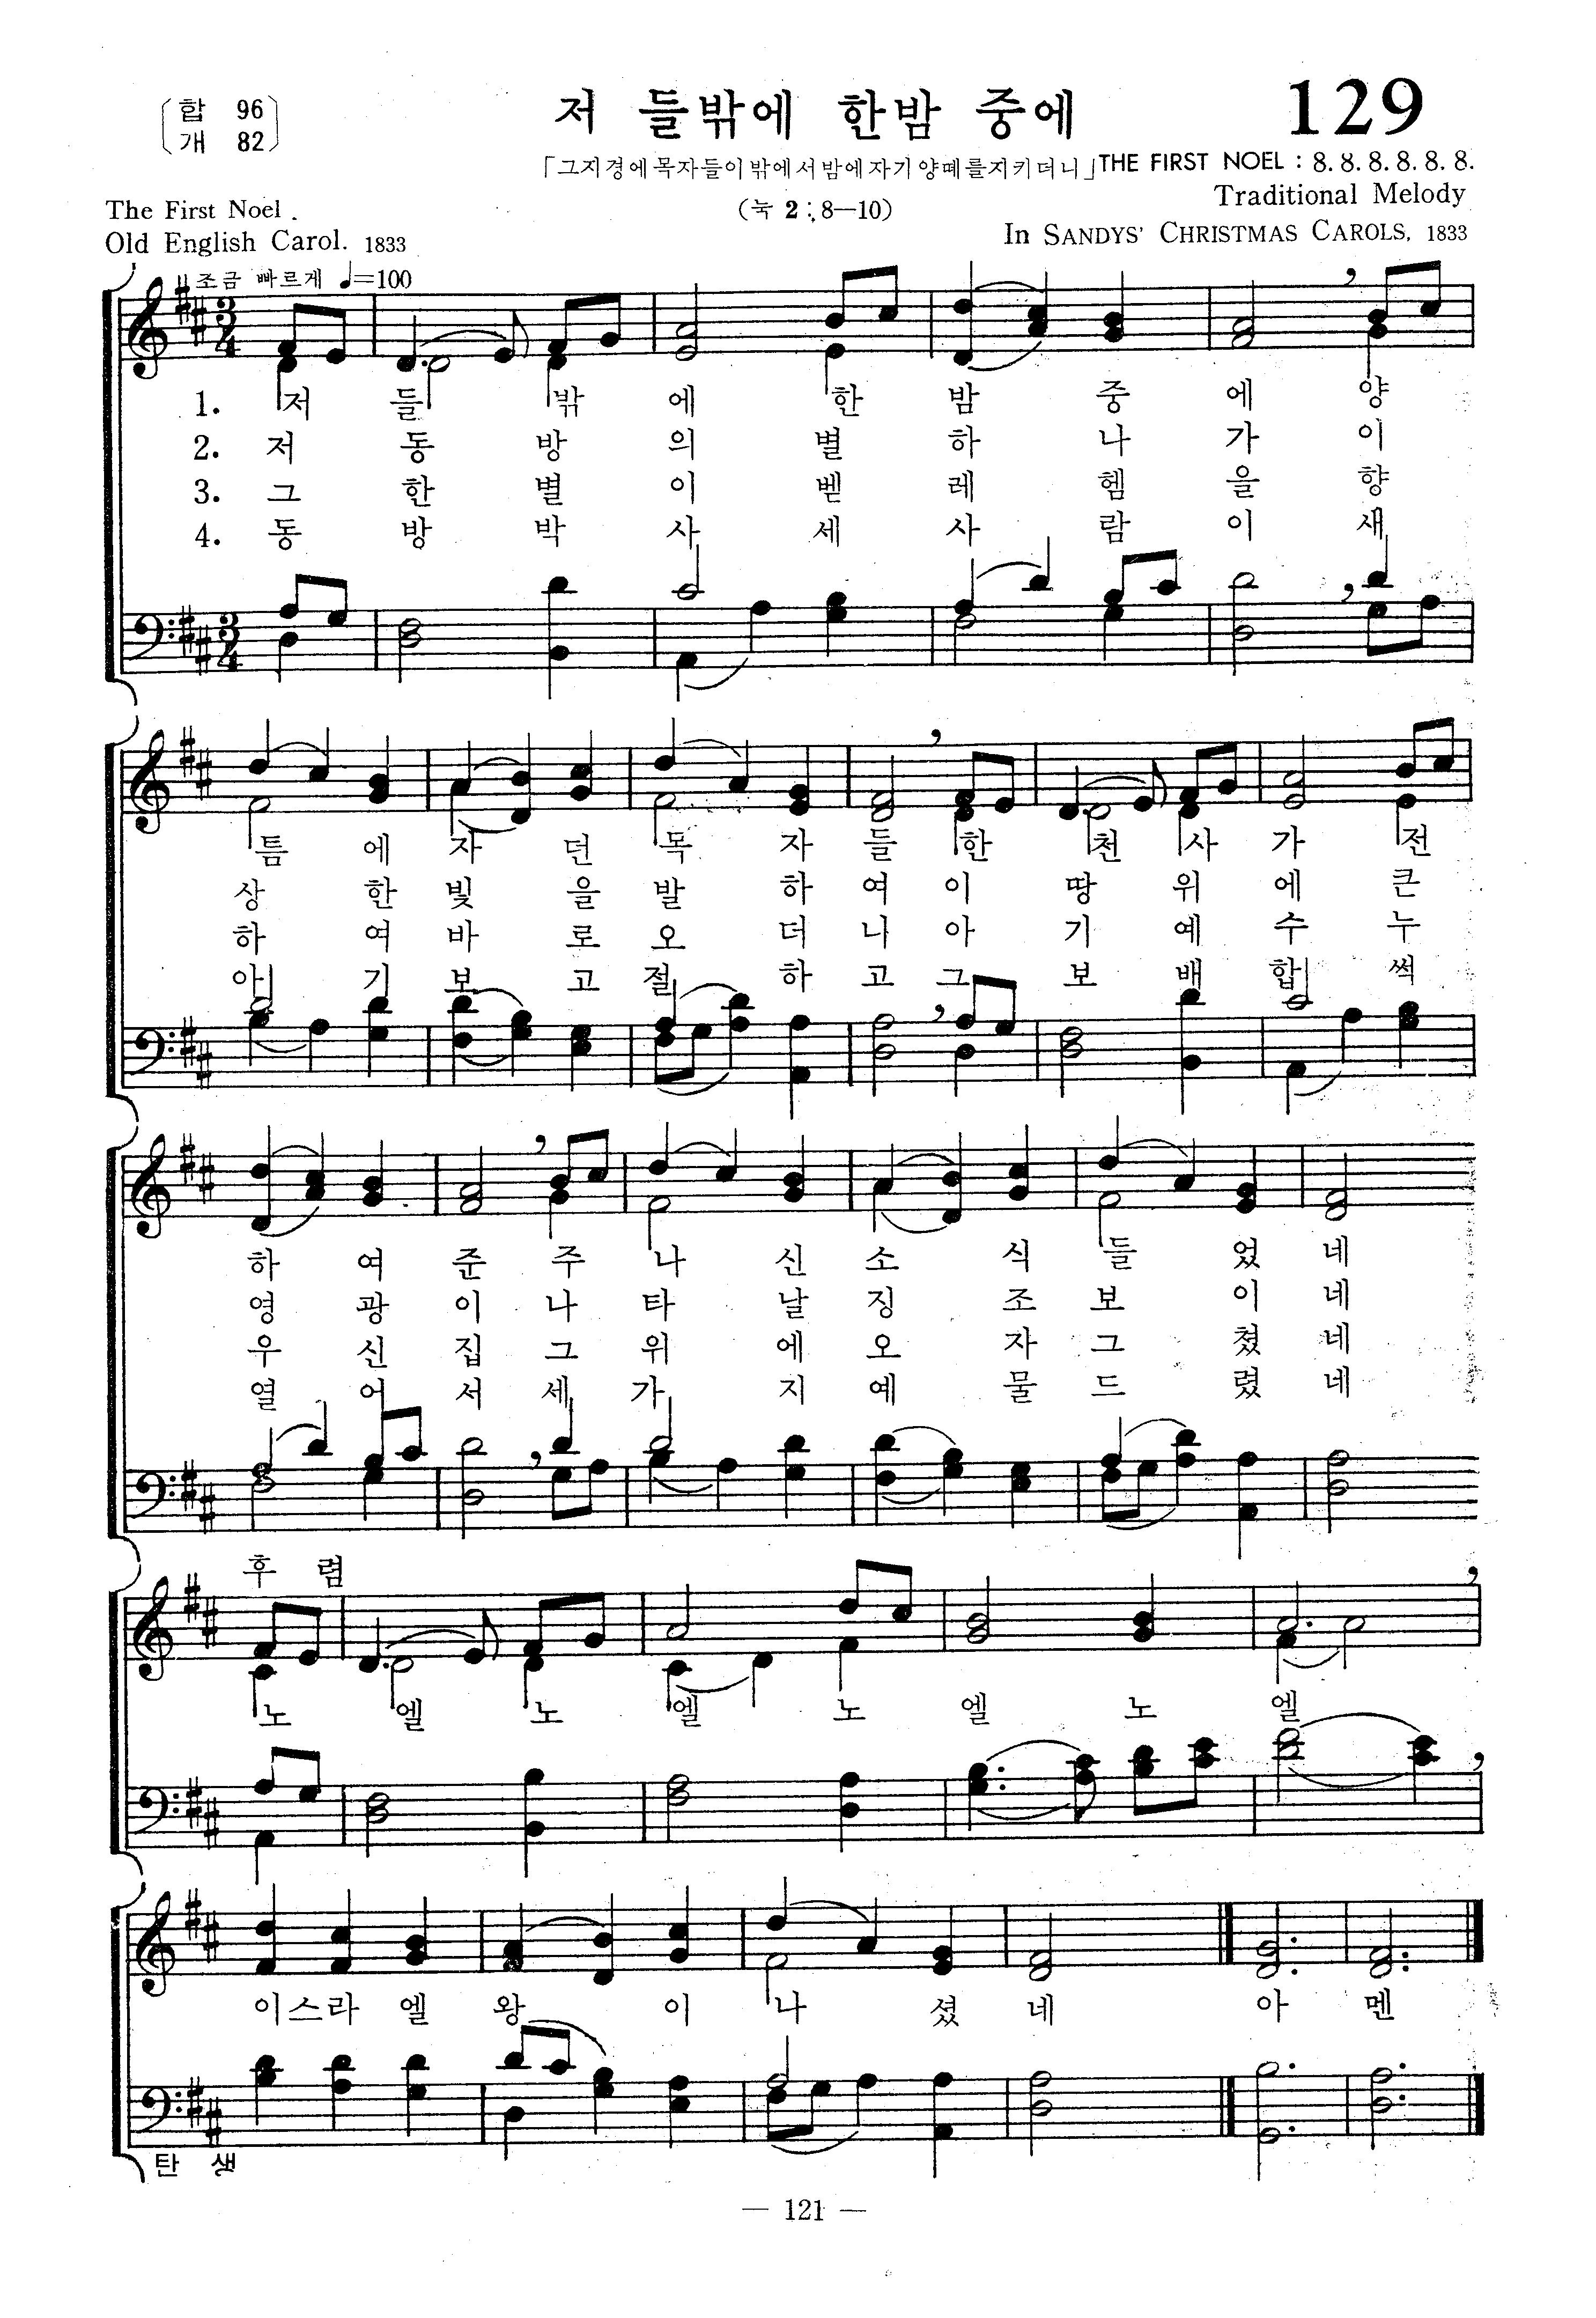 합 96
개 82
저 들밖에 한밤 중에
129
「그지경에목자들이밖에서밤에자기양떼를지키더니」
THE FIRST NOEL : 8. 8. 8. 8. 8. 8.
The First Noel
(눅 2 : 8—10)
Traditional Melody
Old English Carol. 1833
In SANDYS' CHRISTMAS CAROLS, 1833
조금 빠르게 ♩=100
1. 저 들 밖 에 한 밤 중 에 양
2. 저 동 방 의 별 하 나 가 이
3. 그 한 별 이 벧 레 헴 을 향
4. 동 방 박 사 세 사 람 이 새
틈 에 자 던 목 자 들 한 천 사 가 전
상 한 빛 을 발 하 여 이 땅 위 에 큰
하 여 바 로 오 더 니 아 기 예 수 누
아 기 보 고 절 하 고 그 보 배 합 썩
하 여 준 주 나 신 소 식 들 었 네
영 광 이 나 타 날 징 조 보 이 네
우 신 집 그 위 에 오 자 그 쳤 네
열 어 서 세 가 지 예 물 드 렸 네
후 렴
노 엘 노 엘 노 엘 노 엘
이스라 엘 왕 이 나 셨 네 아 멘
탄 생
— 121 —